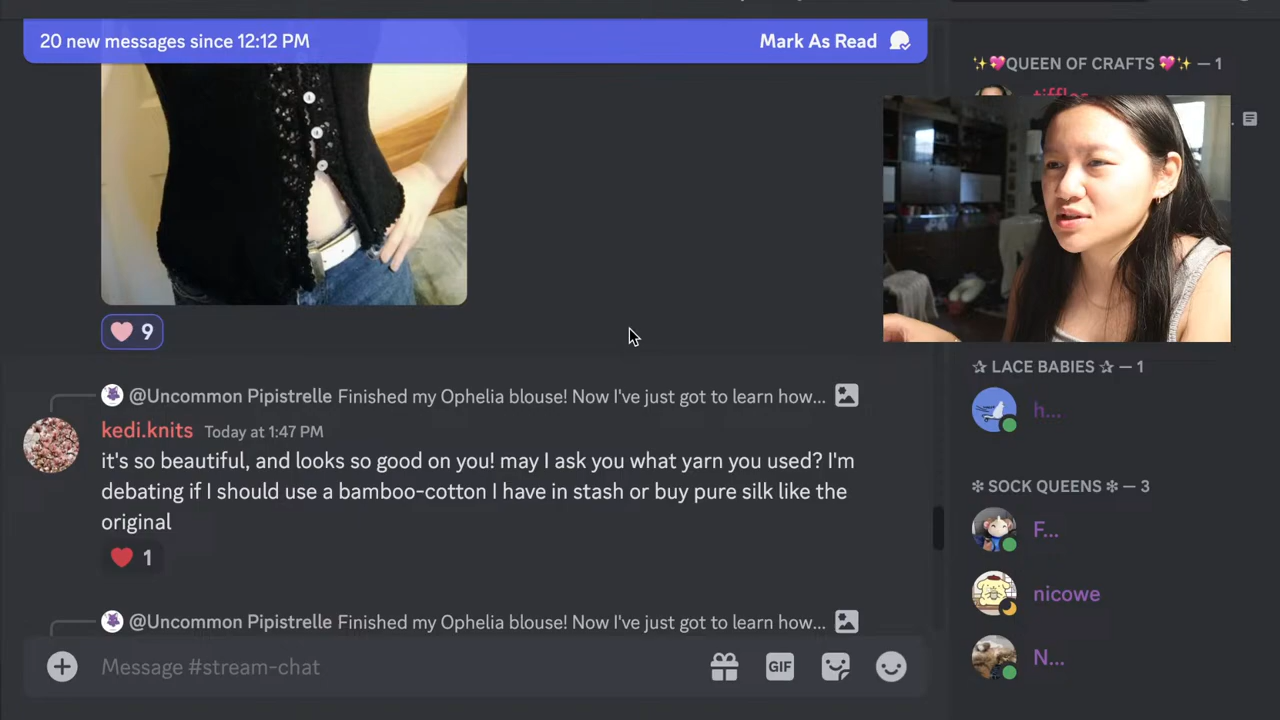 20 new messages since 12:12 PM
Mark As Read
9
@Uncommon Pipistrelle Finished my Ophelia blouse! Now I've just got to learn how...
kedi.knits Today at 1:47 PM
it's so beautiful, and looks so good on you! may I ask you what yarn you used? I'm
debating if I should use a bamboo-cotton I have in stash or buy pure silk like the
original
1
@Uncommon Pipistrelle Finished my Ophelia blouse! Now I've just got to learn how...
Message #stream-chat
GIF
✨💖QUEEN OF CRAFTS 💖✨ — 1
tiffles
✰ LACE BABIES ✰ — 1
h...
❇ SOCK QUEENS ❇ — 3
F...
nicowe
N...